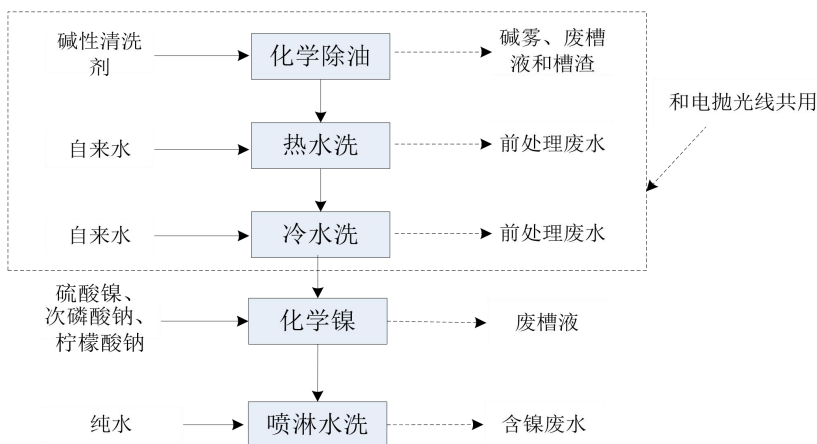 碱性清洗
剂
化学除油
碱雾、废槽
液和槽渣
和电抛光线共用
自来水
热水洗
前处理废水
自来水
冷水洗
前处理废水
硫酸镍、
次磷酸钠、
柠檬酸钠
化学镍
废槽液
纯水
喷淋水洗
含镍废水